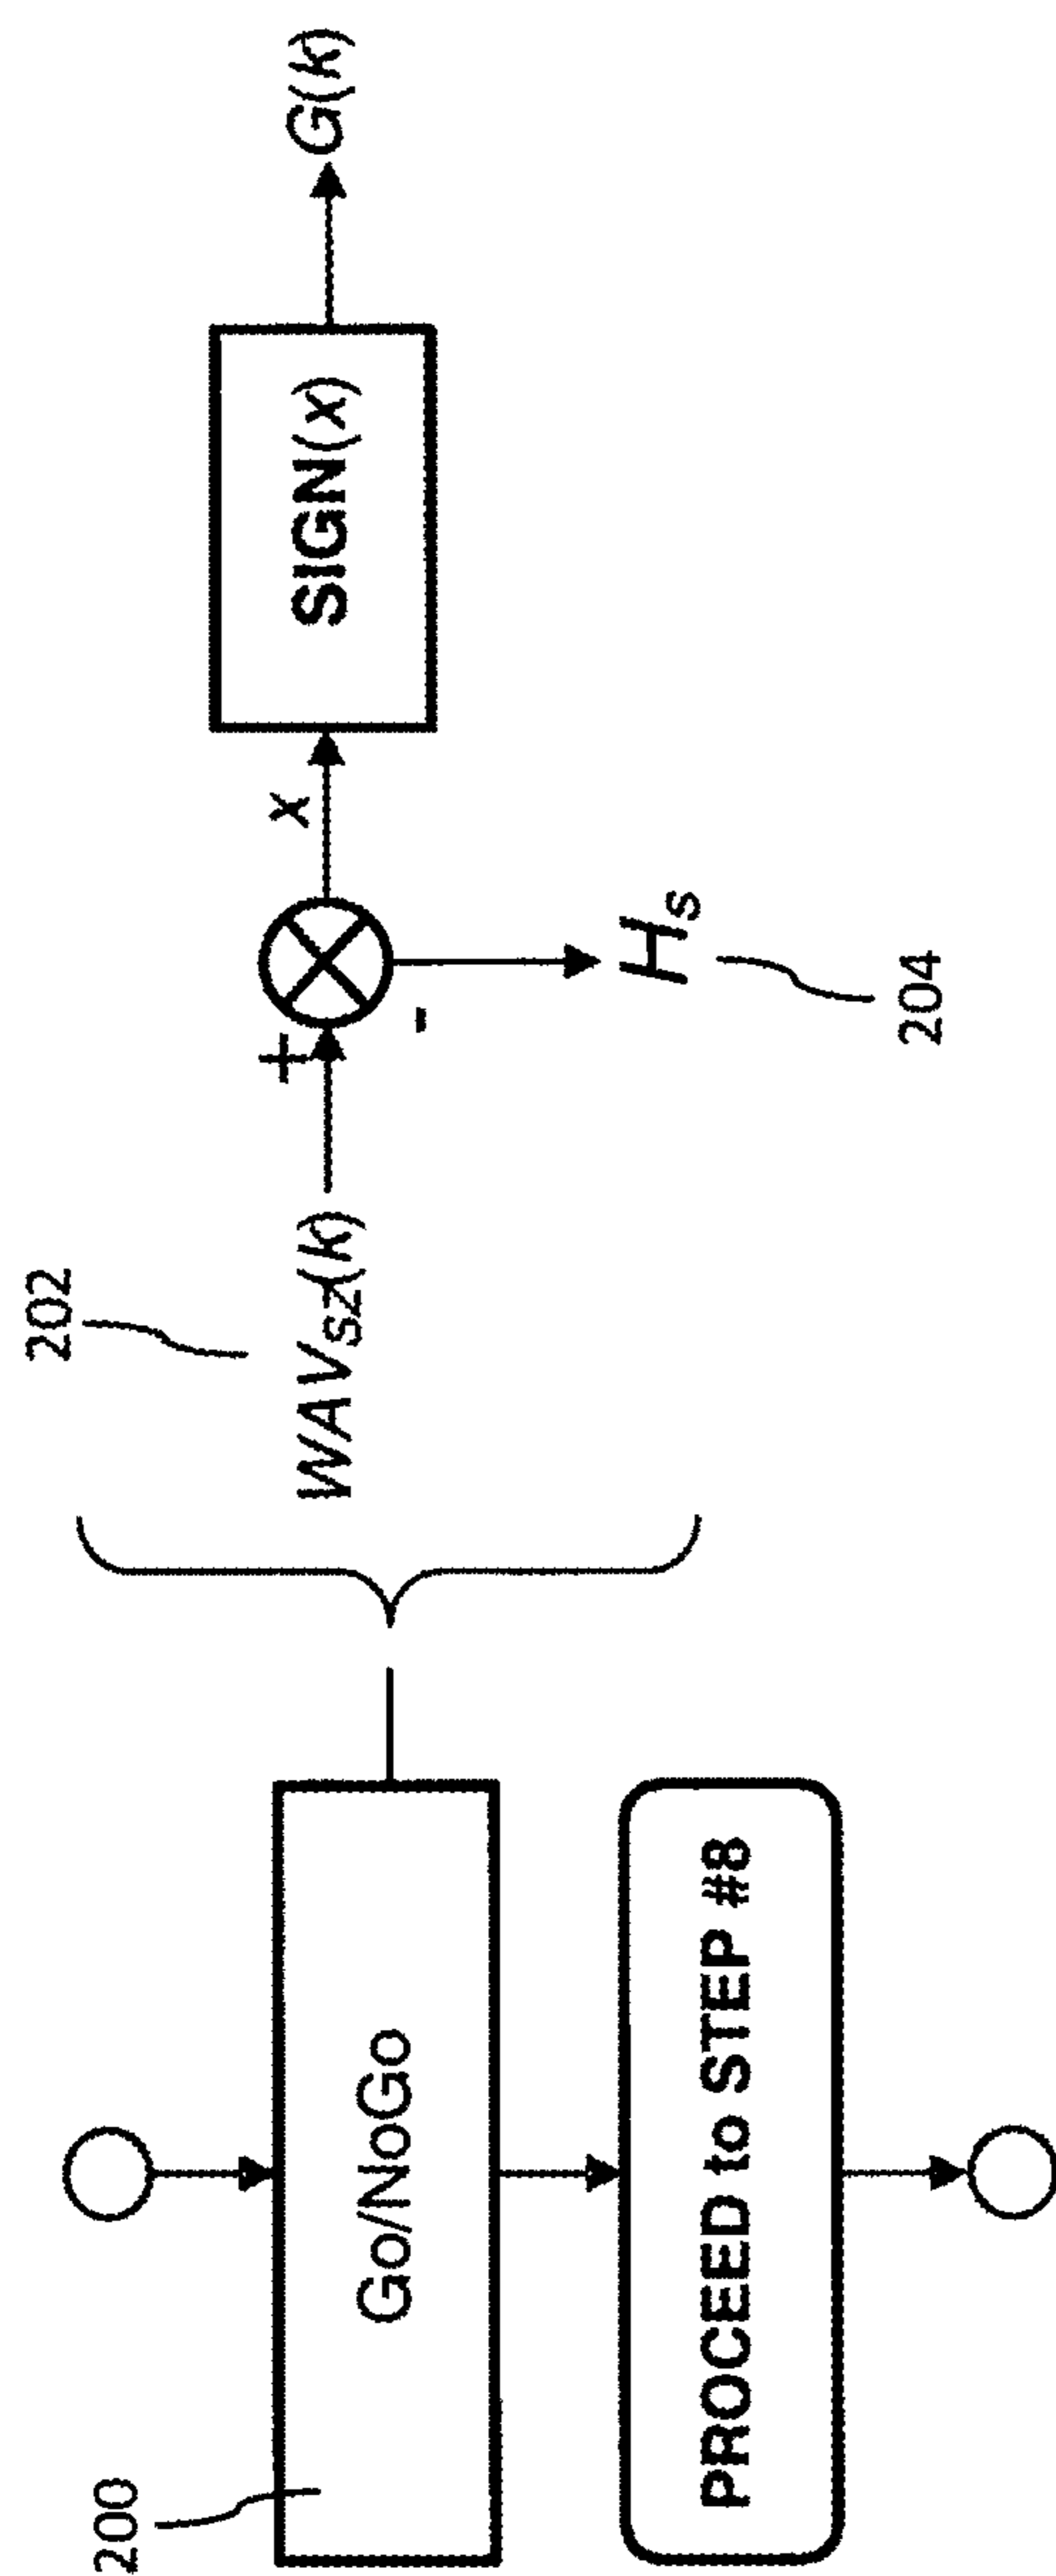 200
Go/NoGo
PROCEED to STEP #8
202
WAV_SZ(k)
+
-
x
SIGN(x)
G(k)
H_s
204